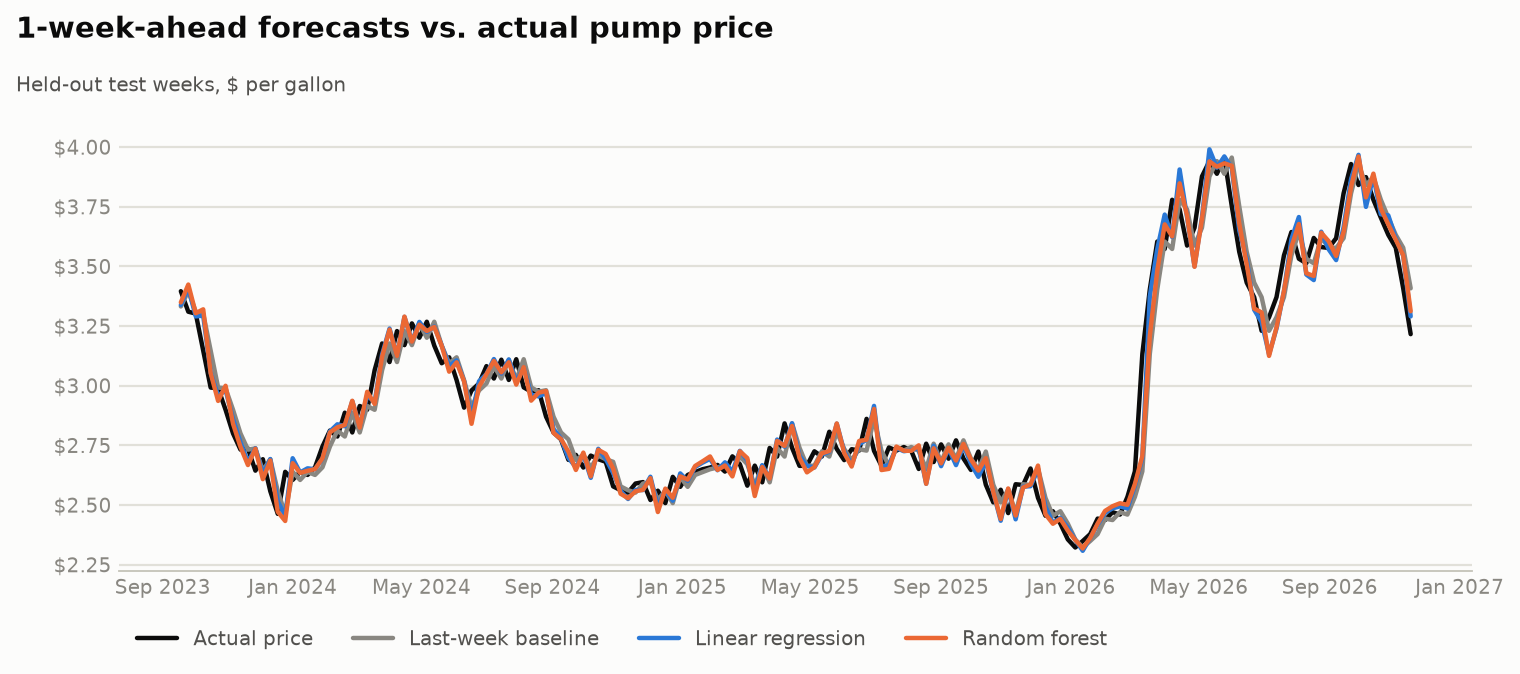 1-week-ahead forecasts vs. actual pump price
Held-out test weeks, $ per gallon
$4.00
$3.75
$3.50
$3.25
$3.00
$2.75
$2.50
$2.25
Sep 2023 Jan 2024 May 2024 Sep 2024 Jan 2025 May 2025 Sep 2025 Jan 2026 May 2026 Sep 2026 Jan 2027
Actual price Last-week baseline Linear regression Random forest